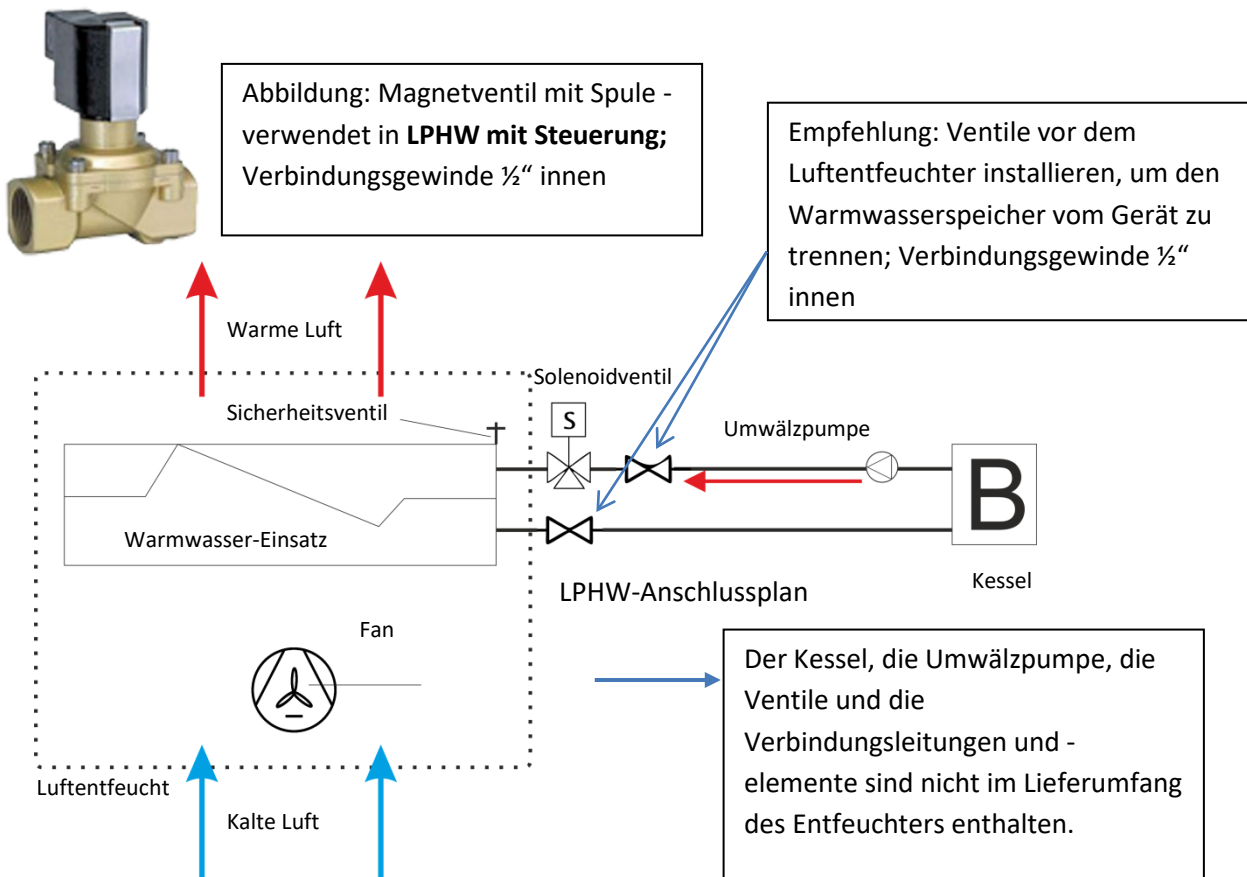 Abbildung: Magnetventil mit Spule -
verwendet in LPHW mit Steuerung;
Verbindungsgewinde ½“ innen
Empfehlung: Ventile vor dem
Luftentfeuchter installieren, um den
Warmwasserspeicher vom Gerät zu
trennen; Verbindungsgewinde ½“
innen
Warme Luft
Solenoidventil
Sicherheitsventil
S
Umwälzpumpe
B
Warmwasser-Einsatz
Kessel
LPHW-Anschlussplan
Fan
Der Kessel, die Umwälzpumpe, die
Ventile und die
Verbindungsleitungen und -
elemente sind nicht im Lieferumfang
des Entfeuchters enthalten.
Luftentfeucht
Kalte Luft